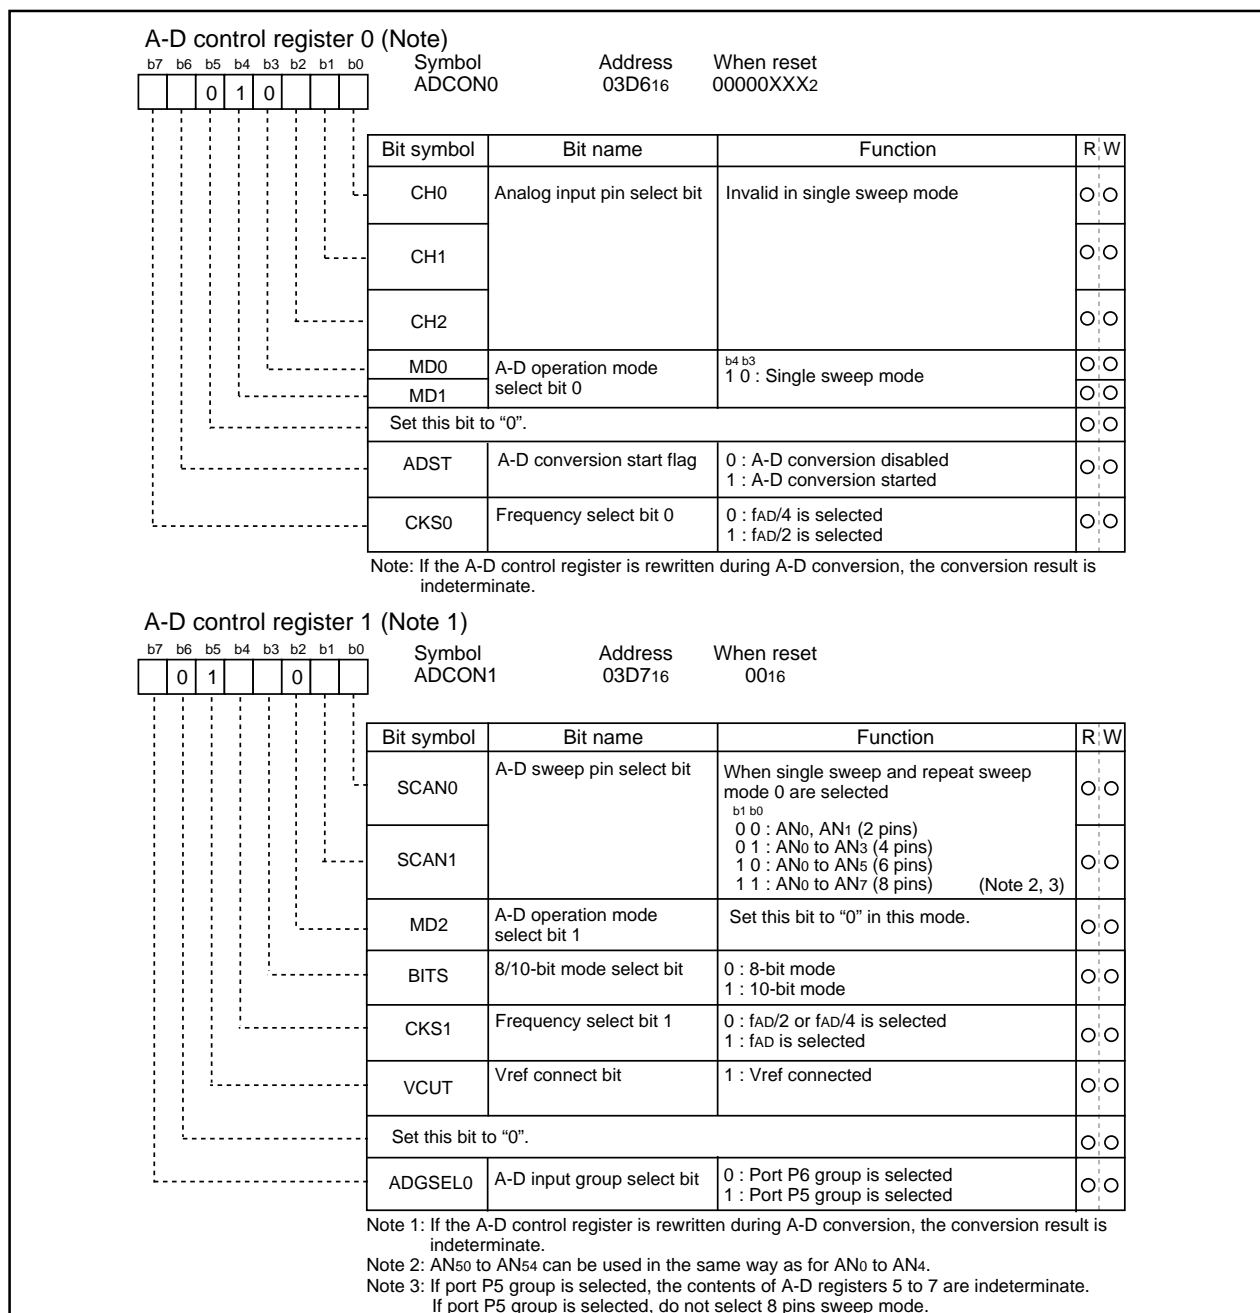 A-D control register 0 (Note)
b7 b6 b5 b4 b3 b2 b1 b0
0 1 0
Symbol Address When reset
ADCON0 03D616 00000XXX2
Bit symbol Bit name Function R W
CH0 Analog input pin select bit Invalid in single sweep mode
CH1
CH2
MD0 A-D operation mode select bit 0 b4 b3
1 0 : Single sweep mode
MD1
Set this bit to “0”.
ADST A-D conversion start flag 0 : A-D conversion disabled
1 : A-D conversion started
CKS0 Frequency select bit 0 0 : fAD/4 is selected
1 : fAD/2 is selected
Note: If the A-D control register is rewritten during A-D conversion, the conversion result is
indeterminate.
A-D control register 1 (Note 1)
b7 b6 b5 b4 b3 b2 b1 b0
0 1 0
Symbol Address When reset
ADCON1 03D716 0016
Bit symbol Bit name Function R W
SCAN0 A-D sweep pin select bit When single sweep and repeat sweep
mode 0 are selected
b1 b0
0 0 : AN0, AN1 (2 pins)
0 1 : AN0 to AN3 (4 pins)
SCAN1 1 0 : AN0 to AN5 (6 pins)
1 1 : AN0 to AN7 (8 pins) (Note 2, 3)
MD2 A-D operation mode
select bit 1 Set this bit to “0” in this mode.
BITS 8/10-bit mode select bit 0 : 8-bit mode
1 : 10-bit mode
CKS1 Frequency select bit 1 0 : fAD/2 or fAD/4 is selected
1 : fAD is selected
VCUT Vref connect bit 1 : Vref connected
Set this bit to “0”.
ADGSEL0 A-D input group select bit 0 : Port P6 group is selected
1 : Port P5 group is selected
Note 1: If the A-D control register is rewritten during A-D conversion, the conversion result is
indeterminate.
Note 2: AN50 to AN54 can be used in the same way as for AN0 to AN4.
Note 3: If port P5 group is selected, the contents of A-D registers 5 to 7 are indeterminate.
If port P5 group is selected, do not select 8 pins sweep mode.